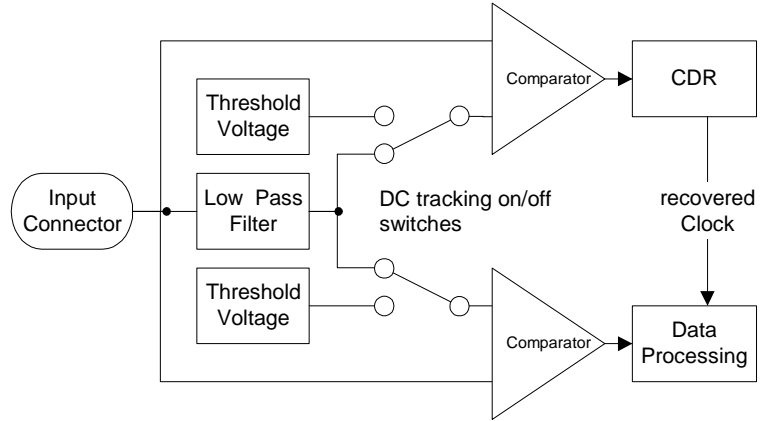 Comparator
CDR
Threshold
Voltage
Input
Connector
Low Pass
Filter
DC tracking on/off
switches
recovered
Clock
Threshold
Voltage
Comparator
Data
Processing